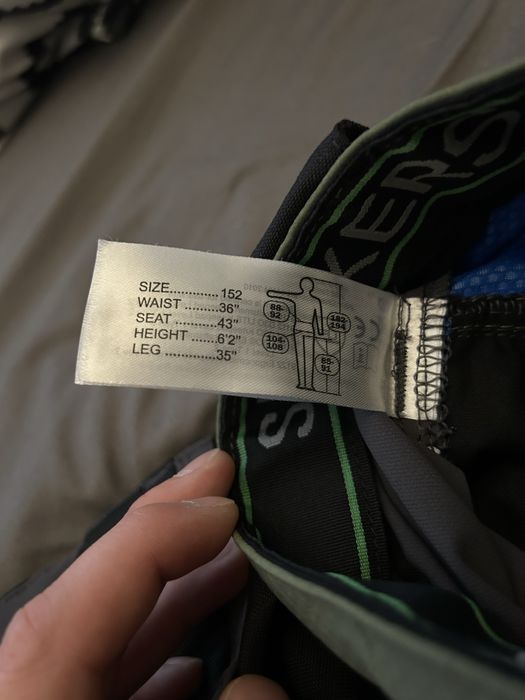 SIZE.............152
WAIST .........36"
SEAT ...........43"
HEIGHT .......6'2"
LEG ..............35"
88-
92
182-
194
104-
108
85-
91
CE
KERS
S